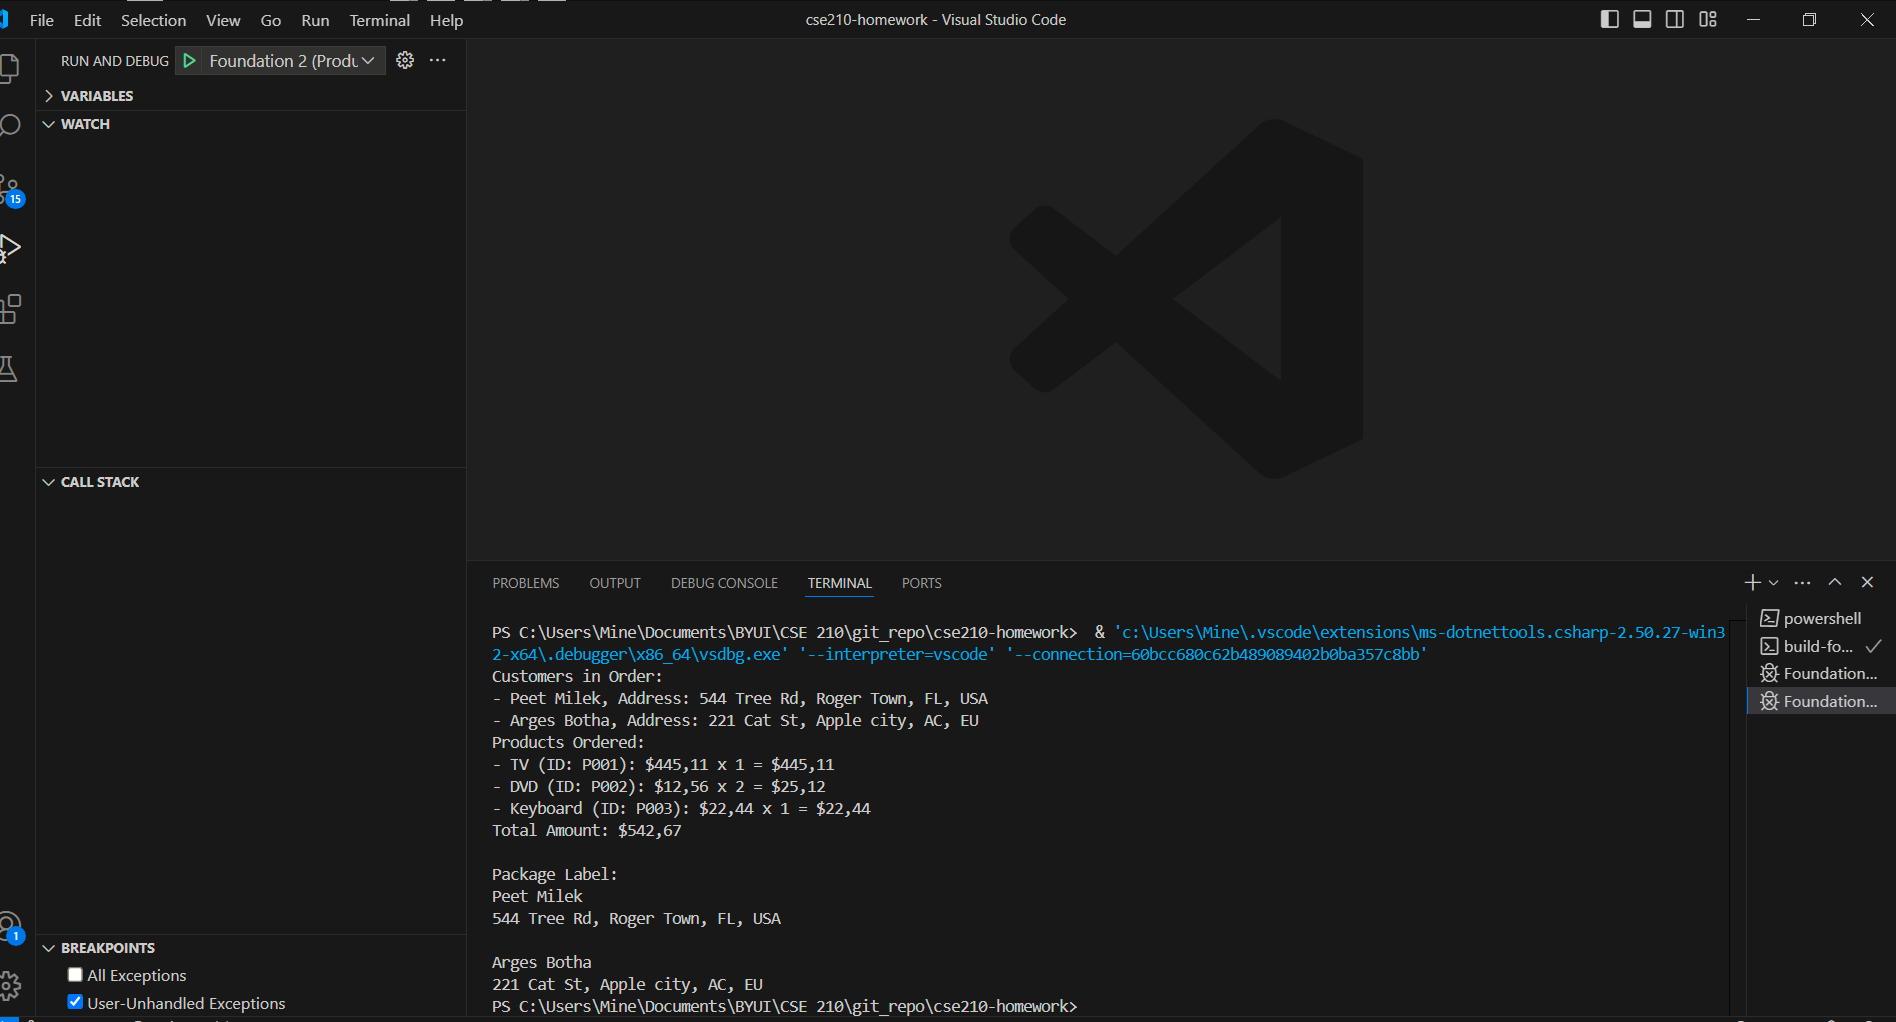 File Edit Selection View Go Run Terminal Help
cse210-homework - Visual Studio Code
RUN AND DEBUG
Foundation 2 (Produ
VARIABLES
WATCH
15
CALL STACK
1
BREAKPOINTS
All Exceptions
User-Unhandled Exceptions
PROBLEMS OUTPUT DEBUG CONSOLE TERMINAL PORTS
PS C:\Users\Mine\Documents\BYUI\CSE 210\git_repo\cse210-homework>  & 'c:\Users\Mine\.vscode\extensions\ms-dotnettools.csharp-2.50.27-win3
2-x64\.debugger\x86_64\vsdbg.exe' '--interpreter=vscode' '--connection=60bcc680c62b489089402b0ba357c8bb'
Customers in Order:
- Peet Milek, Address: 544 Tree Rd, Roger Town, FL, USA
- Arges Botha, Address: 221 Cat St, Apple city, AC, EU
Products Ordered:
- TV (ID: P001): $445,11 x 1 = $445,11
- DVD (ID: P002): $12,56 x 2 = $25,12
- Keyboard (ID: P003): $22,44 x 1 = $22,44
Total Amount: $542,67
Package Label:
Peet Milek
544 Tree Rd, Roger Town, FL, USA
Arges Botha
221 Cat St, Apple city, AC, EU
PS C:\Users\Mine\Documents\BYUI\CSE 210\git_repo\cse210-homework>
powershell
build-fo...
Foundation...
Foundation...